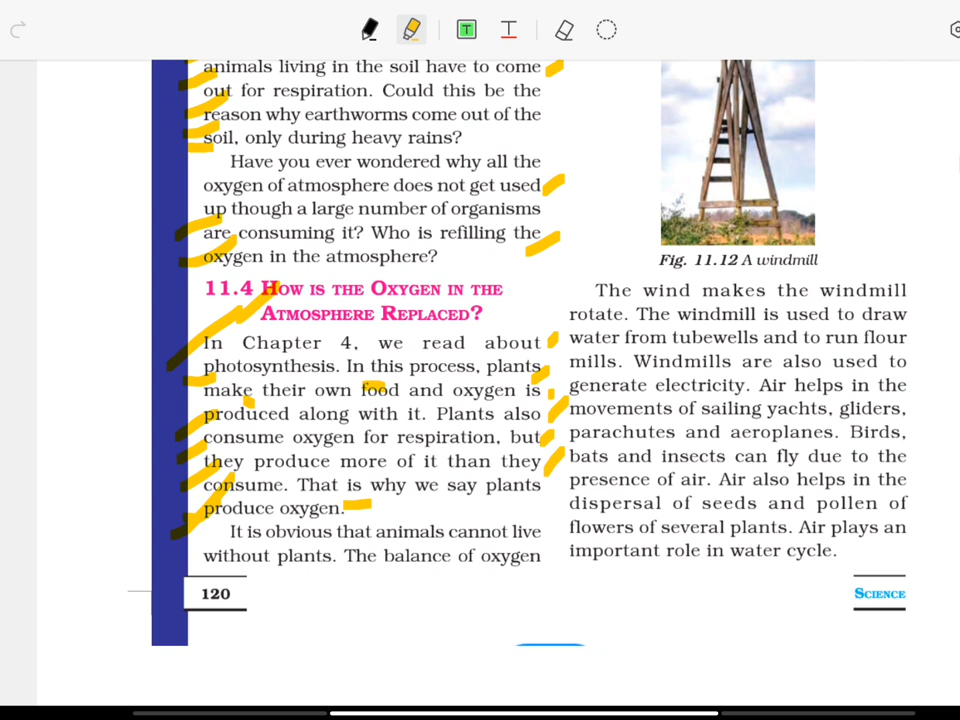 animals living in the soil have to come
out for respiration. Could this be the
reason why earthworms come out of the
soil, only during heavy rains?
Have you ever wondered why all the
oxygen of atmosphere does not get used
up though a large number of organisms
are consuming it? Who is refilling the
oxygen in the atmosphere?
11.4 HOW IS THE OXYGEN IN THE
ATMOSPHERE REPLACED?
In Chapter 4, we read about
photosynthesis. In this process, plants
make their own food and oxygen is
produced along with it. Plants also
consume oxygen for respiration, but
they produce more of it than they
consume. That is why we say plants
produce oxygen.
It is obvious that animals cannot live
without plants. The balance of oxygen
Fig. 11.12 A windmill
The wind makes the windmill
rotate. The windmill is used to draw
water from tubewells and to run flour
mills. Windmills are also used to
generate electricity. Air helps in the
movements of sailing yachts, gliders,
parachutes and aeroplanes. Birds,
bats and insects can fly due to the
presence of air. Air also helps in the
dispersal of seeds and pollen of
flowers of several plants. Air plays an
important role in water cycle.
120
SCIENCE